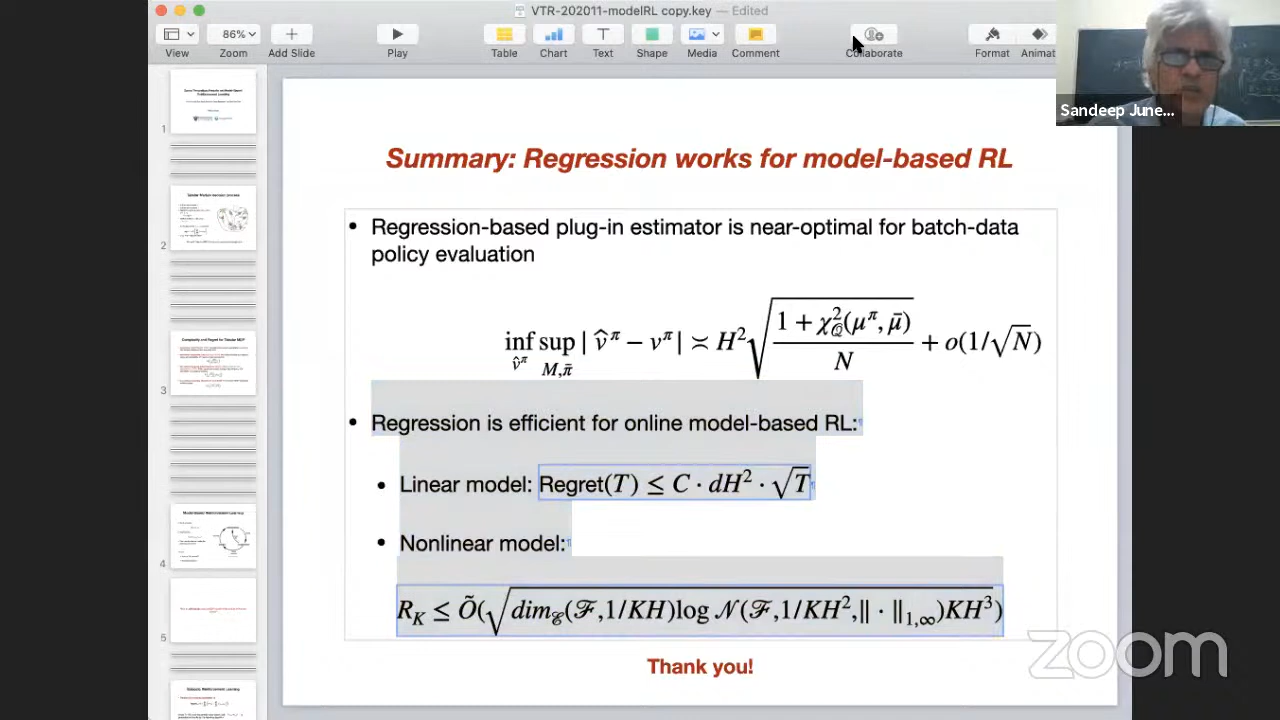 VTR-202011-modelRL copy.key — Edited
86%
View
Zoom
Add Slide
Play
Table
Chart
Text
Shape
Media
Comment
Collaborate
Format
Animat
Sandeep June...
1
2
3
4
5
Summary: Regression works for model-based RL
• Regression-based plug-in estimator is near-optimal for batch-data
policy evaluation
inf_{v̂^π} sup_{M,π̄} | v̂^π − v^π | ≍ H² √((1 + χ²_𝒬(μ^π, μ̄))/N) + o(1/√N)
• Regression is efficient for online model-based RL:
• Linear model: Regret(T) ≤ C · dH² · √T
• Nonlinear model:
R_K ≤ Õ(√(dim_ℰ(ℱ,1/KH)log 𝒩(ℱ,1/KH²,‖ · ‖_{1,∞})KH³))
Thank you!
zoom